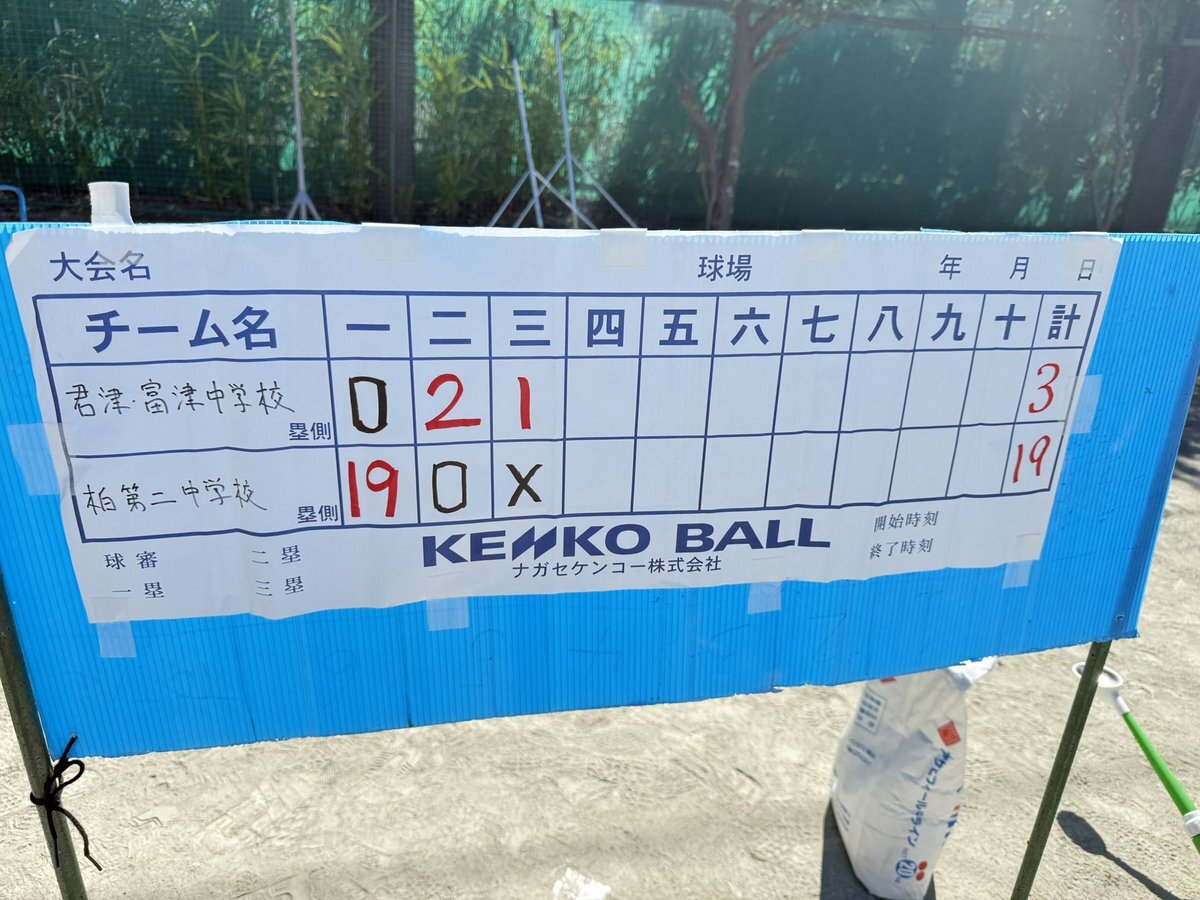 大会名 球場 年 月 日
チーム名 一 二 三 四 五 六 七 八 九 十 計
君津・富津中学校 塁側 0 2 1 3
柏第二中学校 塁側 19 0 X 19
球審 二塁 KENKO BALL 開始時刻
一塁 三塁 ナガセケンコー株式会社 終了時刻
20